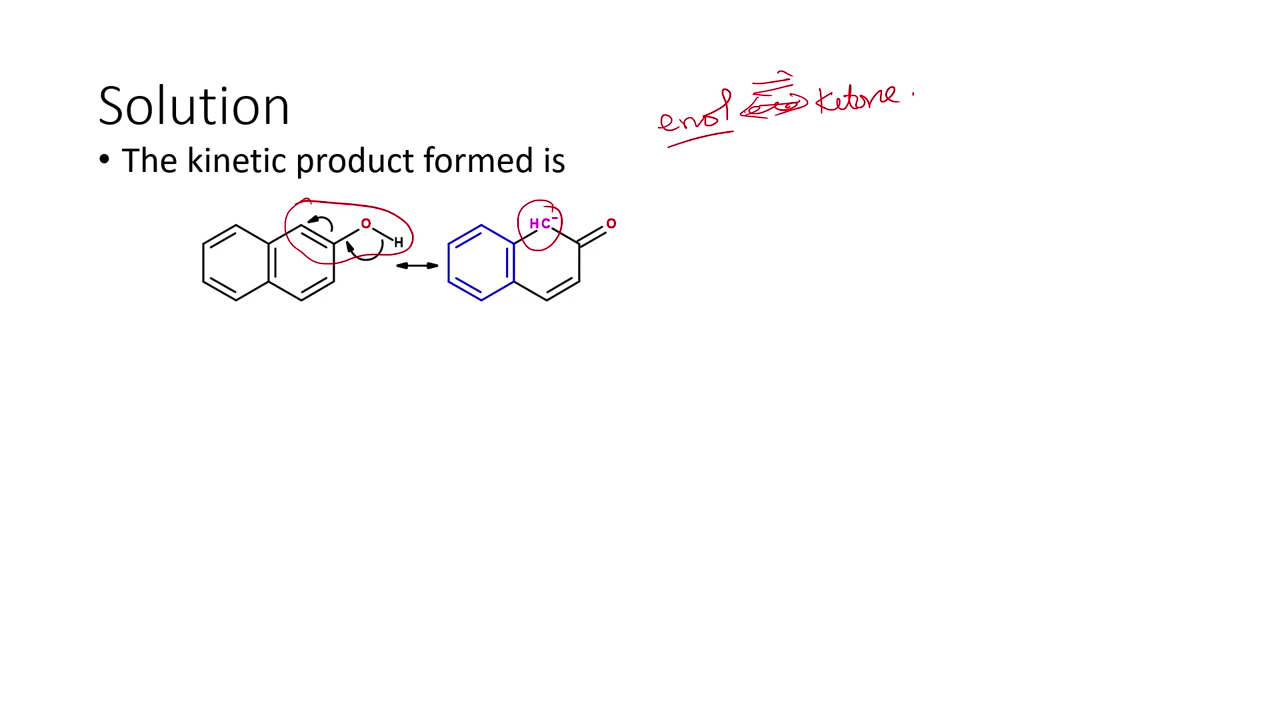 Solution
enol ⇌ Ketone.
• The kinetic product formed is
O
H
HC⁻
O